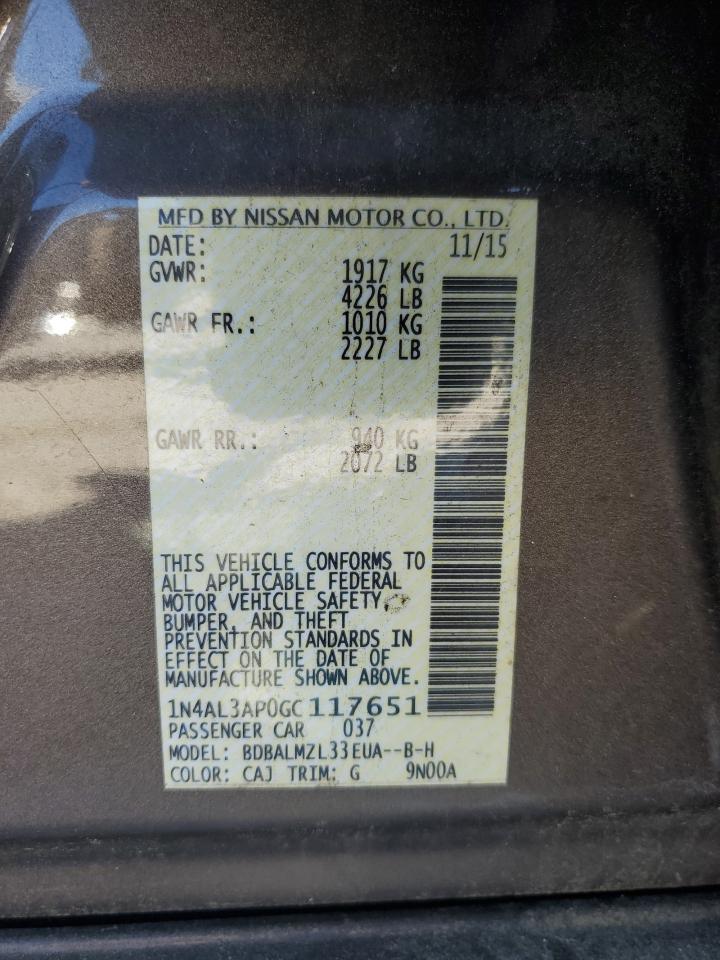 MFD BY NISSAN MOTOR CO., LTD.
DATE: 11/15
GVWR: 1917 KG
4226 LB
GAWR FR.: 1010 KG
2227 LB
GAWR RR.: 940 KG
2072 LB
THIS VEHICLE CONFORMS TO
ALL APPLICABLE FEDERAL
MOTOR VEHICLE SAFETY,
BUMPER, AND THEFT
PREVENTION STANDARDS IN
EFFECT ON THE DATE OF
MANUFACTURE SHOWN ABOVE.
1N4AL3AP0GC117651
PASSENGER CAR 037
MODEL: BDBALMZL33EUA--B-H
COLOR: CAJ TRIM: G 9N00A